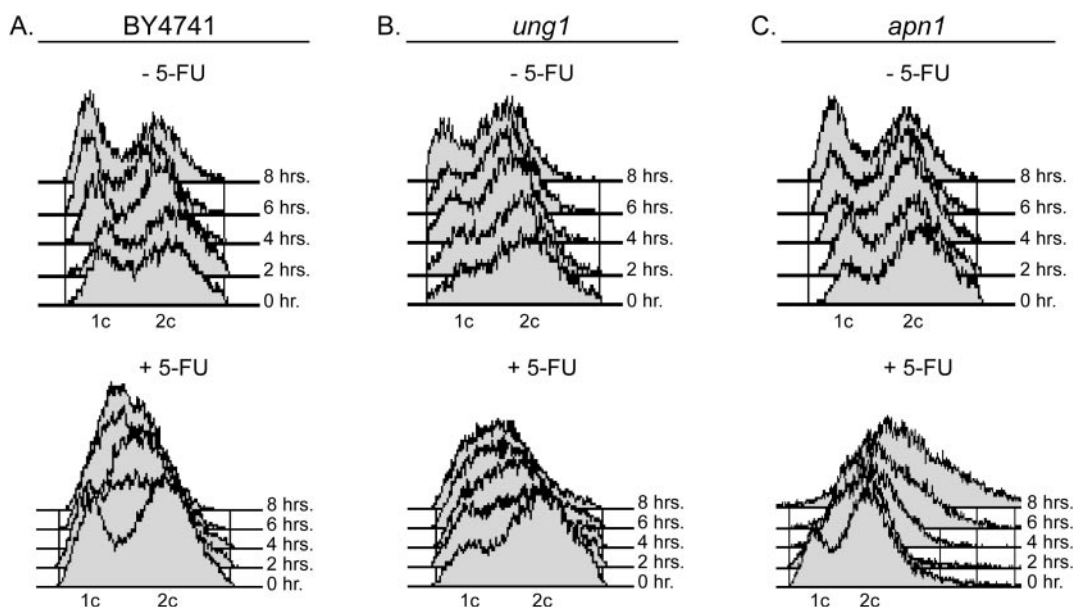 A. BY4741
- 5-FU
8 hrs.
6 hrs.
4 hrs.
2 hrs.
0 hr.
1c 2c
+ 5-FU
8 hrs.
6 hrs.
4 hrs.
2 hrs.
0 hr.
1c 2c
B. ung1
- 5-FU
8 hrs.
6 hrs.
4 hrs.
2 hrs.
0 hr.
1c 2c
+ 5-FU
8 hrs.
6 hrs.
4 hrs.
2 hrs.
0 hr.
1c 2c
C. apn1
- 5-FU
8 hrs.
6 hrs.
4 hrs.
2 hrs.
0 hr.
1c 2c
+ 5-FU
8 hrs.
6 hrs.
4 hrs.
2 hrs.
0 hr.
1c 2c